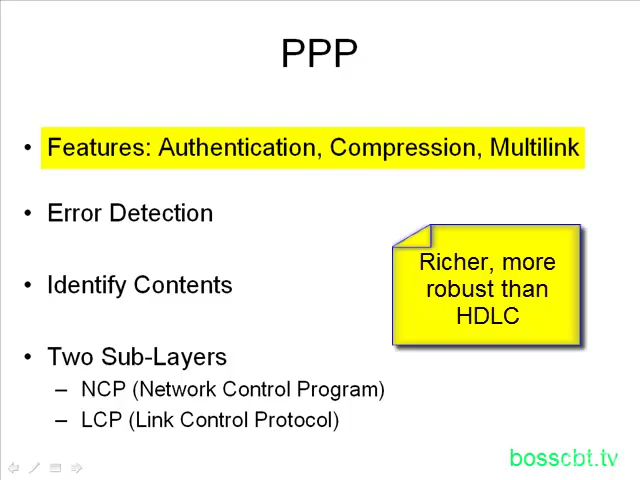 PPP
• Features: Authentication, Compression, Multilink
• Error Detection
• Identify Contents
Richer, more
robust than
HDLC
• Two Sub-Layers
– NCP (Network Control Program)
– LCP (Link Control Protocol)
bosscbt.tv